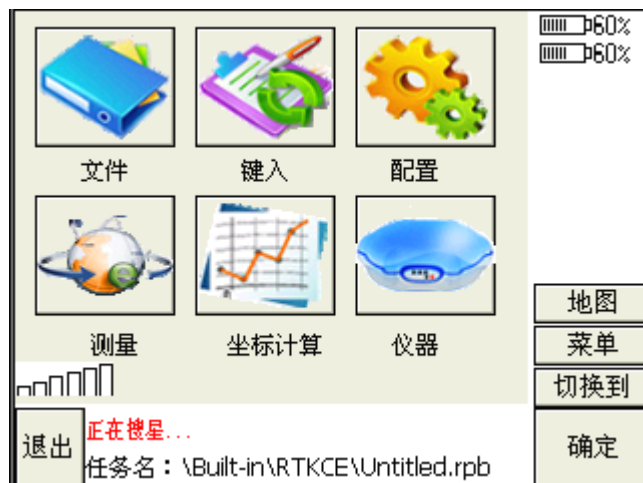 60%
60%
文件
键入
配置
测量
坐标计算
仪器
地图
菜单
切换到
退出
正在搜星...
任务名：\Built-in\RTKCE\Untitled.rpb
确定